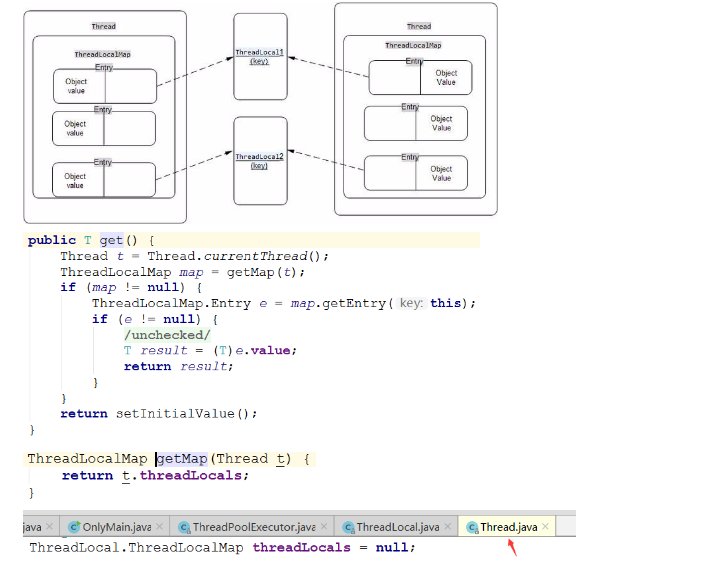 Thread
ThreadLocalMap
Entry
Object
value
Entry
Object
value
Entry
Object
value
ThreadLocal1
(key)
ThreadLocal2
(key)
Thread
ThreadLocalMap
Entry
Object
Value
Entry
Object
Value
Entry
Object
Value
public T get() {
Thread t = Thread.currentThread();
ThreadLocalMap map = getMap(t);
if (map != null) {
ThreadLocalMap.Entry e = map.getEntry( key: this);
if (e != null) {
/unchecked/
T result = (T)e.value;
return result;
}
}
return setInitialValue();
}
ThreadLocalMap getMap(Thread t) {
return t.threadLocals;
}
java × OnlyMain.java × ThreadPoolExecutor.java × ThreadLocal.java × Thread.java ×
ThreadLocal.ThreadLocalMap threadLocals = null;